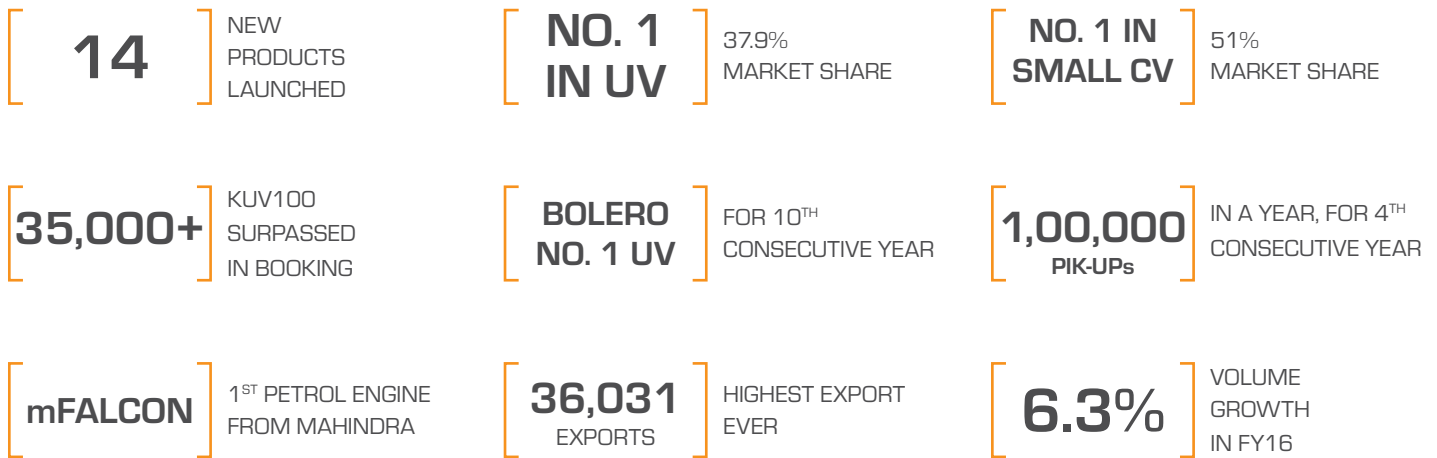 14
NEW
PRODUCTS
LAUNCHED
NO. 1
IN UV
37.9%
MARKET SHARE
NO. 1 IN
SMALL CV
51%
MARKET SHARE
35,000+
KUV100
SURPASSED
IN BOOKING
BOLERO
NO. 1 UV
FOR 10TH
CONSECUTIVE YEAR
1,00,000
PIK-UPs
IN A YEAR, FOR 4TH
CONSECUTIVE YEAR
mFALCON
1ST PETROL ENGINE
FROM MAHINDRA
36,031
EXPORTS
HIGHEST EXPORT
EVER
6.3%
VOLUME
GROWTH
IN FY16